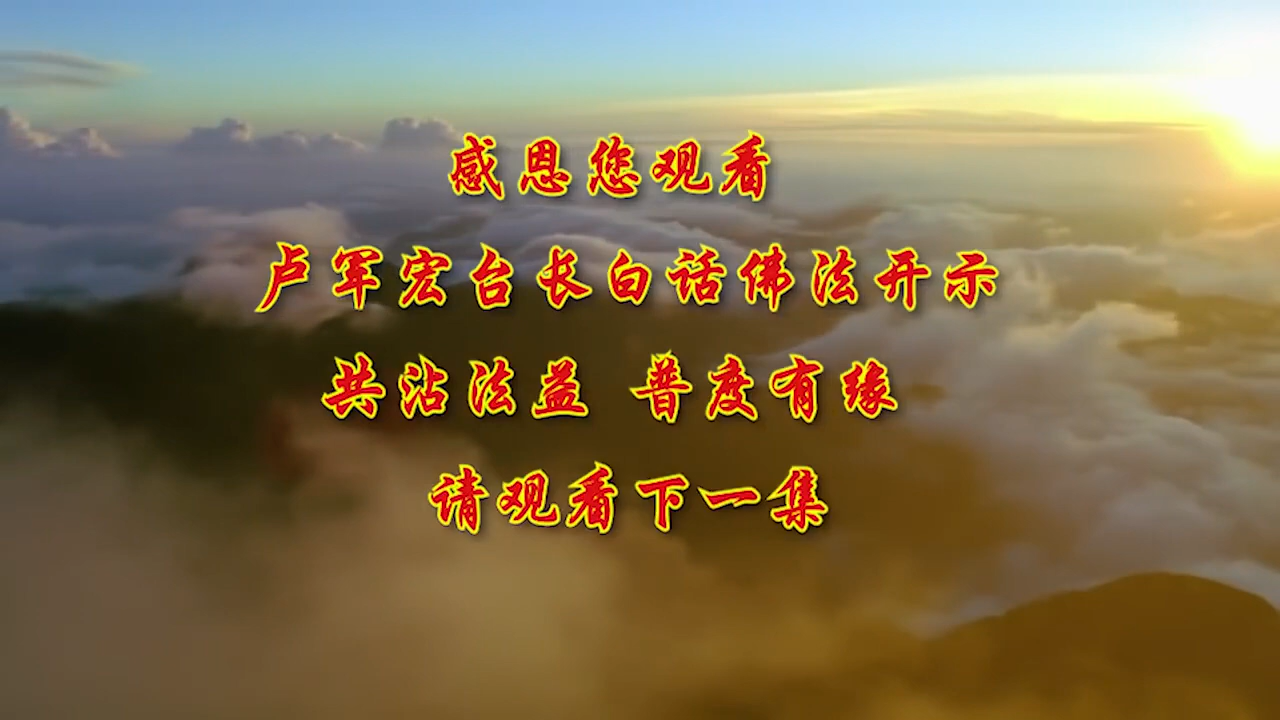 感恩您观看
卢军宏台长白话佛法开示
共沾法益 普度有缘
请观看下一集